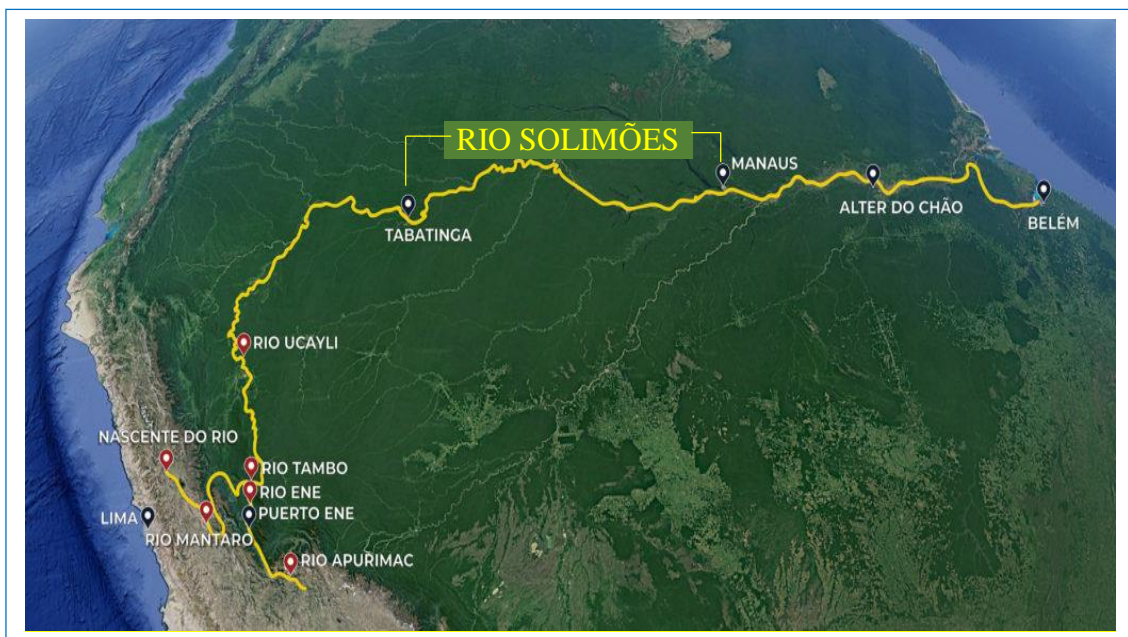 RIO SOLIMÕES
MANAUS
TABATINGA
ALTER DO CHÃO
BELÉM
RIO UCAYLI
NASCENTE DO RIO
RIO TAMBO
RIO ENE
LIMA
PUERTO ENE
RIO MANTARO
RIO APURIMAC